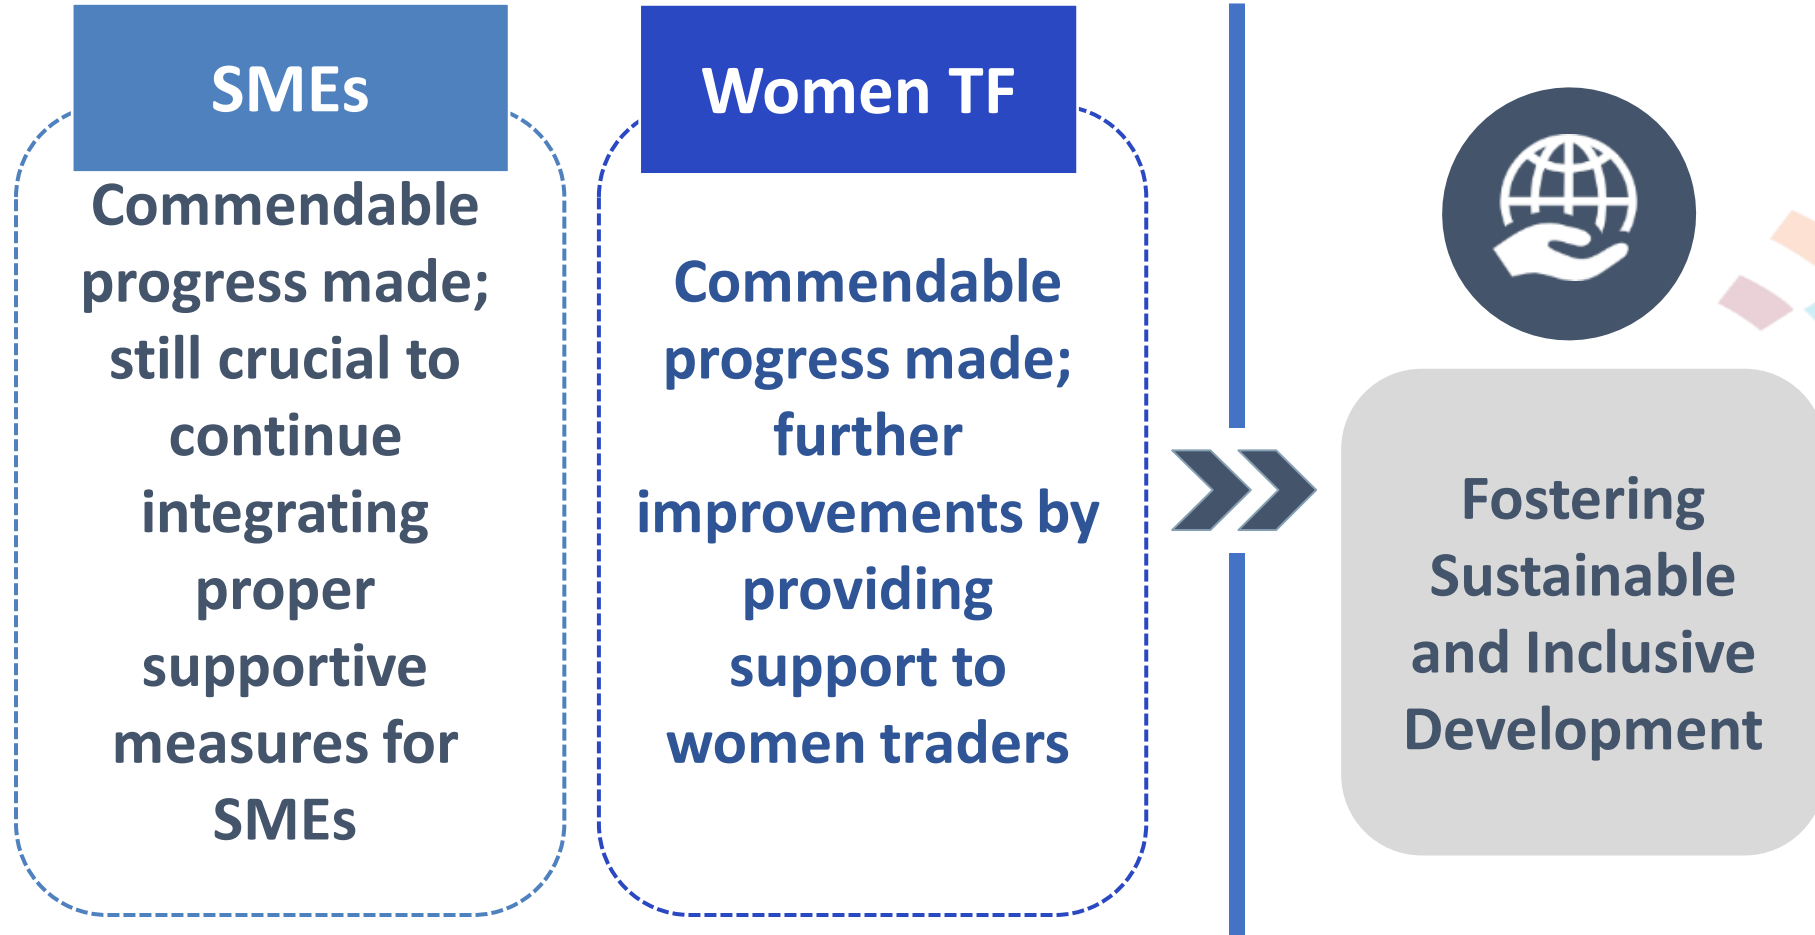 SMEs
Commendable
progress made;
still crucial to
continue
integrating
proper
supportive
measures for
SMEs
Women TF
Commendable
progress made;
further
improvements by
providing
support to
women traders
Fostering
Sustainable
and Inclusive
Development